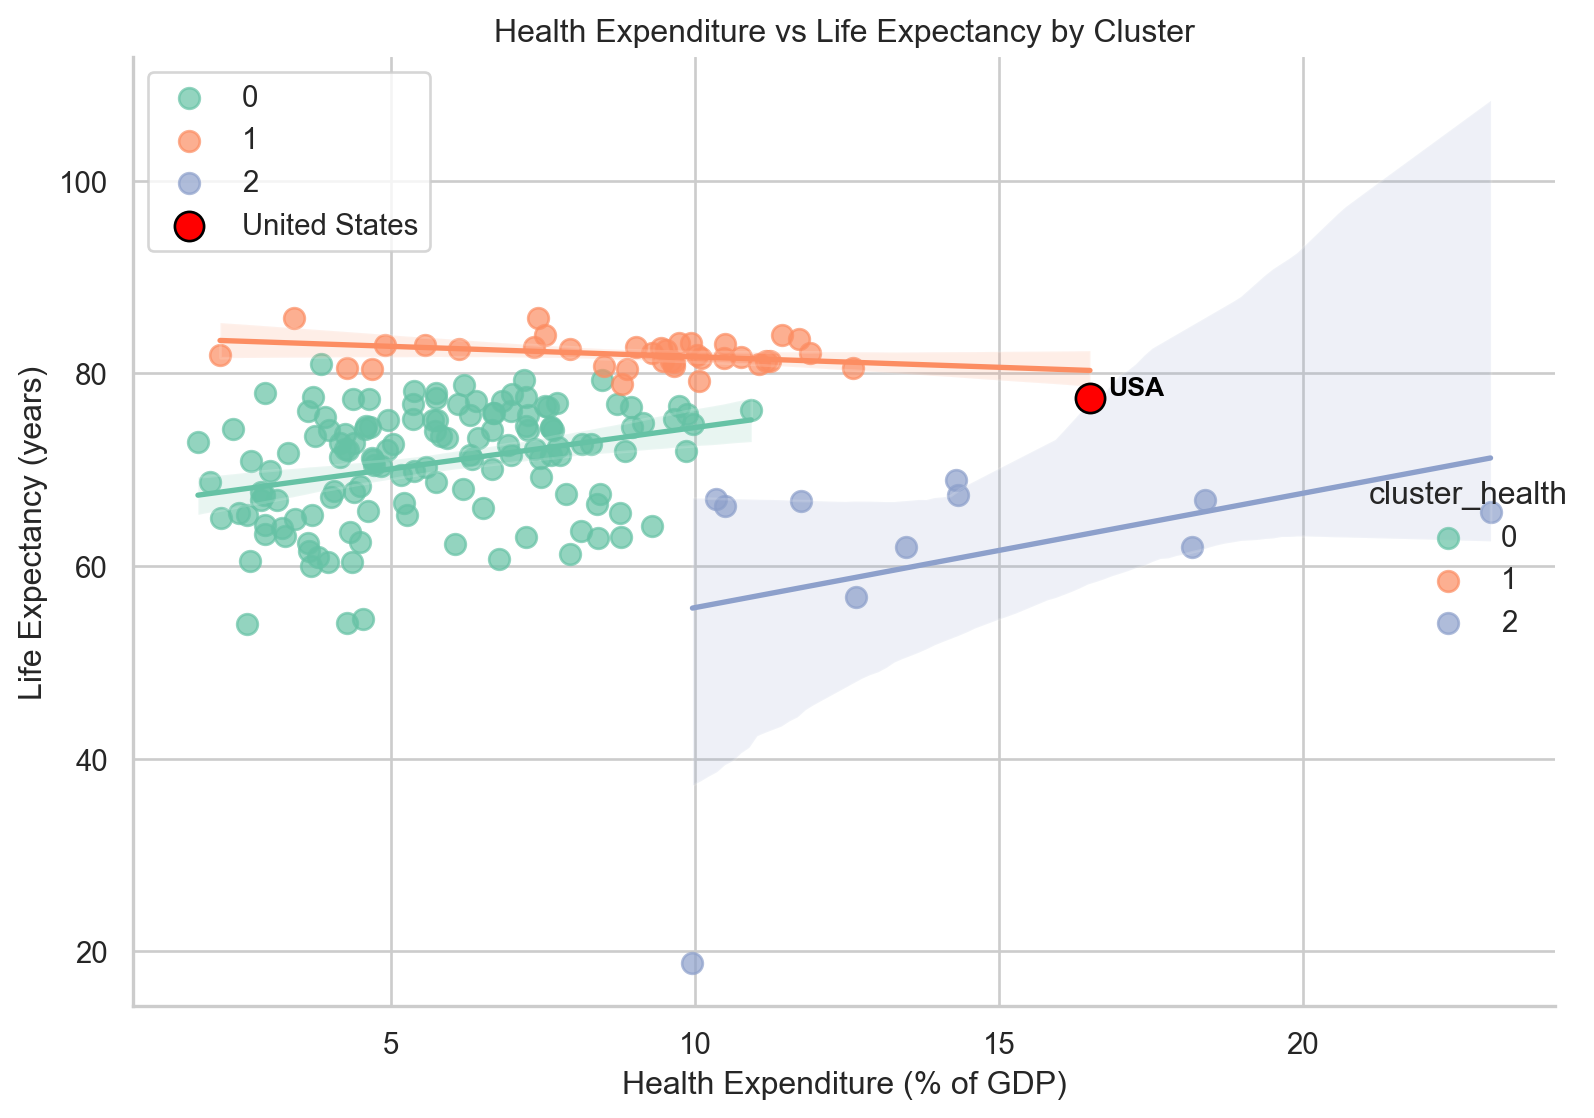 Health Expenditure vs Life Expectancy by Cluster
0
1
2
United States
100
80
60
40
20
Life Expectancy (years)
USA
cluster_health
0
1
2
5
10
15
20
Health Expenditure (% of GDP)